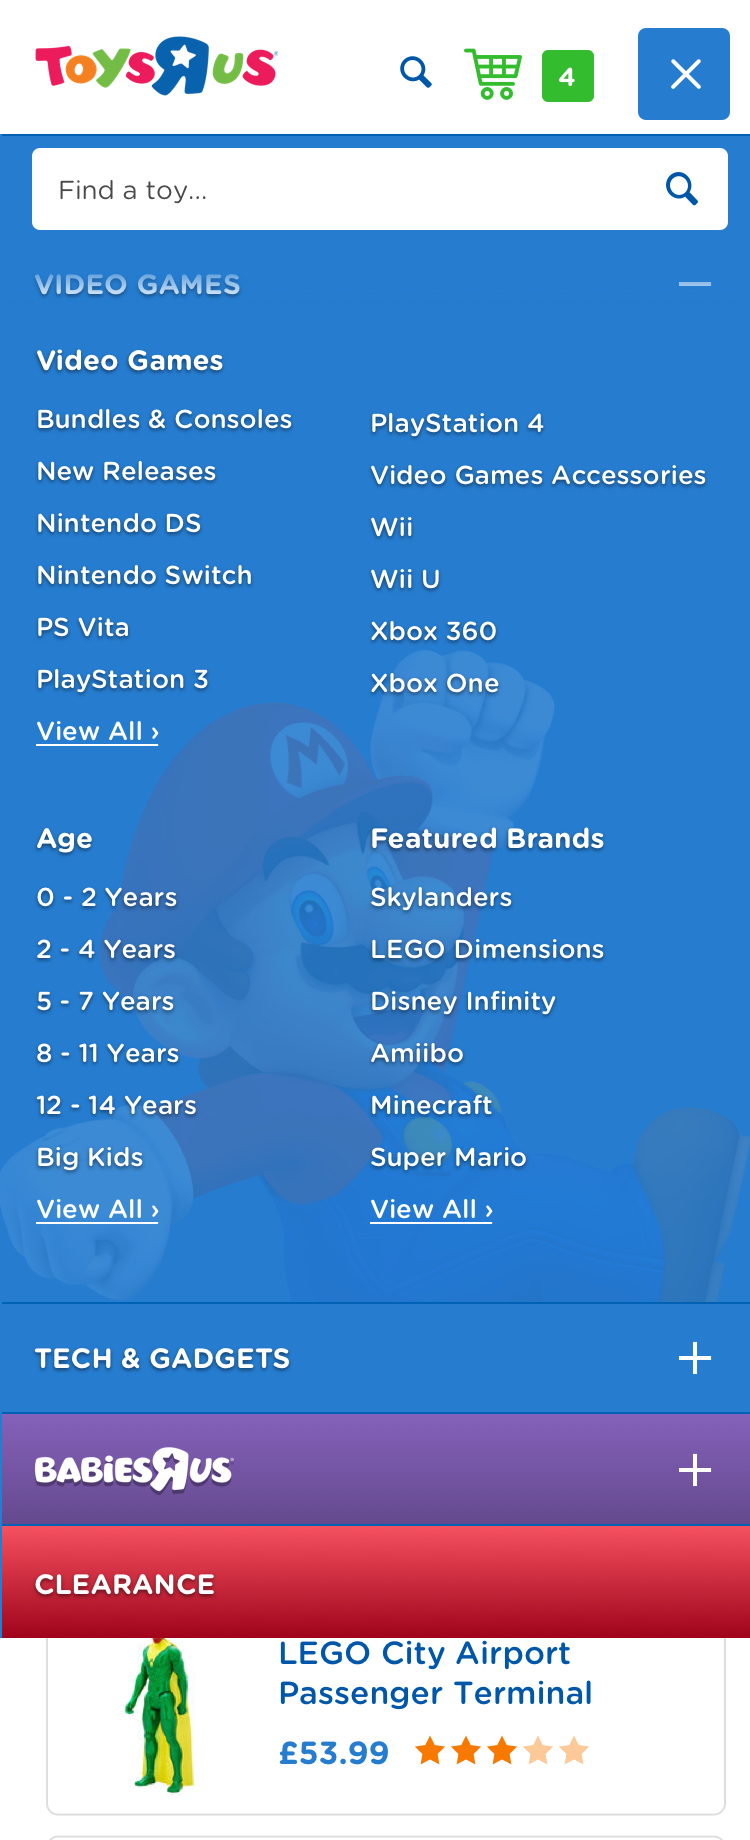 TOYSRUS
4
Find a toy...
VIDEO GAMES
Video Games
Bundles & Consoles
New Releases
Nintendo DS
Nintendo Switch
PS Vita
PlayStation 3
View All ›
PlayStation 4
Video Games Accessories
Wii
Wii U
Xbox 360
Xbox One
M
Age
0 - 2 Years
2 - 4 Years
5 - 7 Years
8 - 11 Years
12 - 14 Years
Big Kids
View All ›
Featured Brands
Skylanders
LEGO Dimensions
Disney Infinity
Amiibo
Minecraft
Super Mario
View All ›
TECH & GADGETS
BABiESRUS
CLEARANCE
LEGO City Airport
Passenger Terminal
£53.99